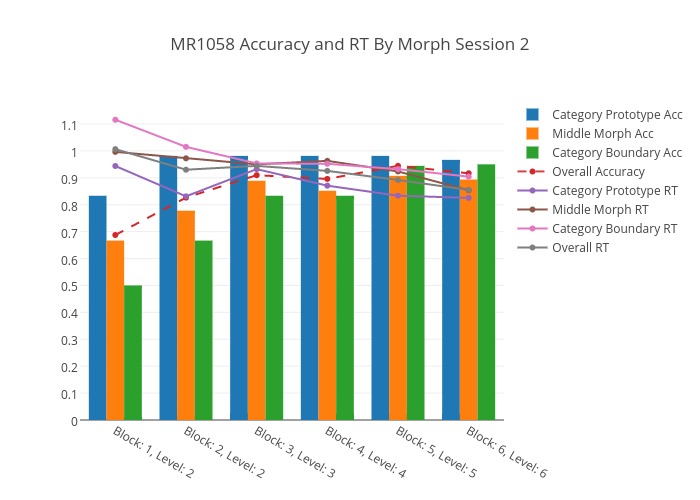 MR1058 Accuracy and RT By Morph Session 2
1.1
1
0.9
0.8
0.7
0.6
0.5
0.4
0.3
0.2
0.1
0
Block: 1, Level: 2
Block: 2, Level: 2
Block: 3, Level: 3
Block: 4, Level: 4
Block: 5, Level: 5
Block: 6, Level: 6
Category Prototype Acc
Middle Morph Acc
Category Boundary Acc
Overall Accuracy
Category Prototype RT
Middle Morph RT
Category Boundary RT
Overall RT